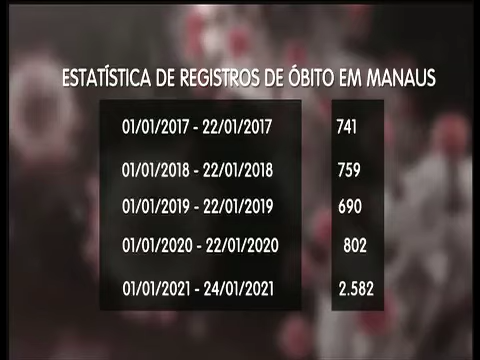 ESTATÍSTICA DE REGISTROS DE ÓBITO EM MANAUS
01/01/2017 - 22/01/2017 741
01/01/2018 - 22/01/2018 759
01/01/2019 - 22/01/2019 690
01/01/2020 - 22/01/2020 802
01/01/2021 - 24/01/2021 2.582